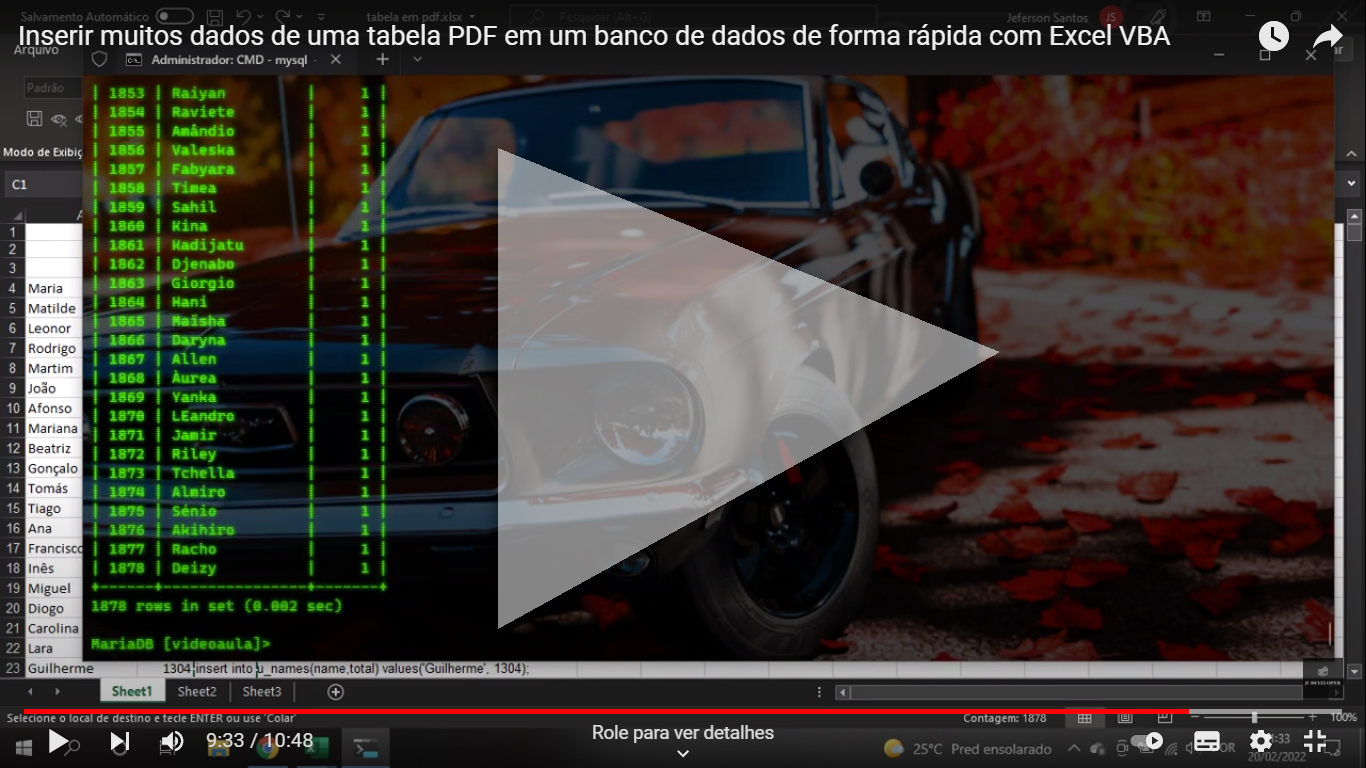 Salvamento Automático
tabela em pdf.xlsx
Pesquisar (Alt+G)
Jeferson Santos
JS
Inserir muitos dados de uma tabela PDF em um banco de dados de forma rápida com Excel VBA
Arquivo
Administrador: CMD - mysql
Padrão
Modo de Exibiç
C1
| 1853 | Raiyan | 1 |
| 1854 | Raviete | 1 |
| 1855 | Amândio | 1 |
| 1856 | Valeska | 1 |
| 1857 | Fabyara | 1 |
| 1858 | Timea | 1 |
| 1859 | Sahil | 1 |
| 1860 | Kina | 1 |
| 1861 | Kadijatu | 1 |
| 1862 | Djenabo | 1 |
| 1863 | Giorgio | 1 |
| 1864 | Hani | 1 |
| 1865 | Maísha | 1 |
| 1866 | Daryna | 1 |
| 1867 | Allen | 1 |
| 1868 | Àurea | 1 |
| 1869 | Yanka | 1 |
| 1870 | LEandro | 1 |
| 1871 | Jamir | 1 |
| 1872 | Riley | 1 |
| 1873 | Tchella | 1 |
| 1874 | Almiro | 1 |
| 1875 | Sénio | 1 |
| 1876 | Akihiro | 1 |
| 1877 | Racho | 1 |
| 1878 | Deizy | 1 |
1878 rows in set (0.002 sec)
MariaDB [videoaula]>
A
1
2
3
4 Maria
5 Matilde
6 Leonor
7 Rodrigo
8 Martim
9 João
10 Afonso
11 Mariana
12 Beatriz
13 Gonçalo
14 Tomás
15 Tiago
16 Ana
17 Francisco
18 Inês
19 Miguel
20 Diogo
21 Carolina
22 Lara
23 Guilherme 1304 insert into u_names(name,total) values('Guilherme', 1304);
JF DEVELOPER
Sheet1 Sheet2 Sheet3
Selecione o local de destino e tecle ENTER ou use 'Colar'
Contagem: 1878
100%
9:33 / 10:48
Role para ver detalhes
25°C Pred ensolarado
20/02/2022